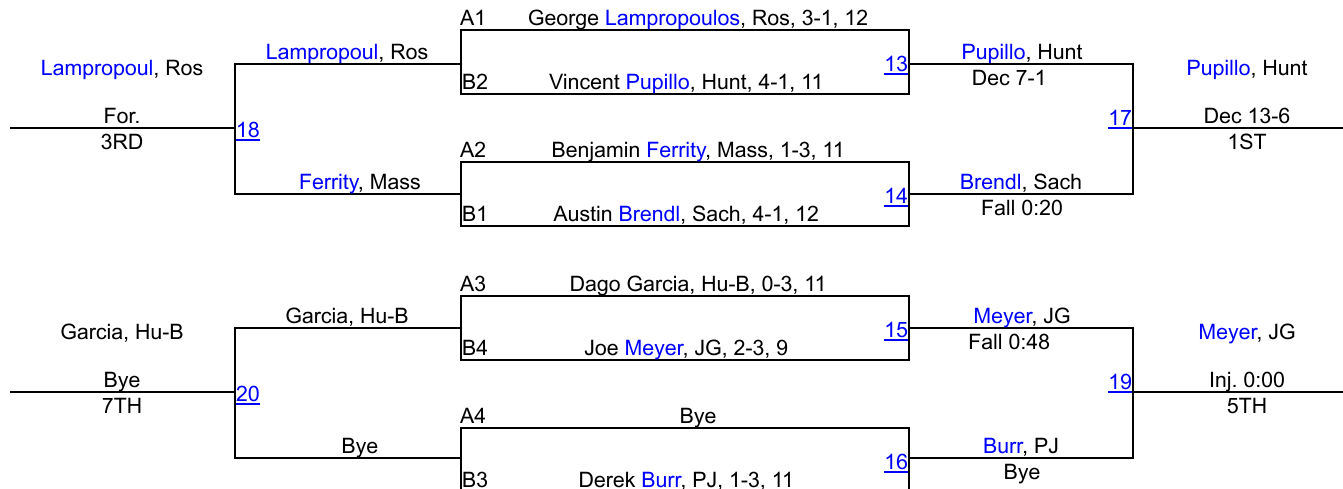 A1 George Lampropoulos, Ros, 3-1, 12
Lampropoul, Ros
Pupillo, Hunt
Lampropoul, Ros
13
Pupillo, Hunt
B2 Vincent Pupillo, Hunt, 4-1, 11
Dec 7-1
For.
18
3RD
17
Dec 13-6
1ST
A2 Benjamin Ferrity, Mass, 1-3, 11
Ferrity, Mass
14
Brendl, Sach
B1 Austin Brendl, Sach, 4-1, 12
Fall 0:20
A3 Dago Garcia, Hu-B, 0-3, 11
Garcia, Hu-B
Meyer, JG
Garcia, Hu-B
15
Meyer, JG
B4 Joe Meyer, JG, 2-3, 9
Fall 0:48
Bye
20
7TH
19
Inj. 0:00
5TH
A4 Bye
Bye
16
Burr, PJ
B3 Derek Burr, PJ, 1-3, 11
Bye